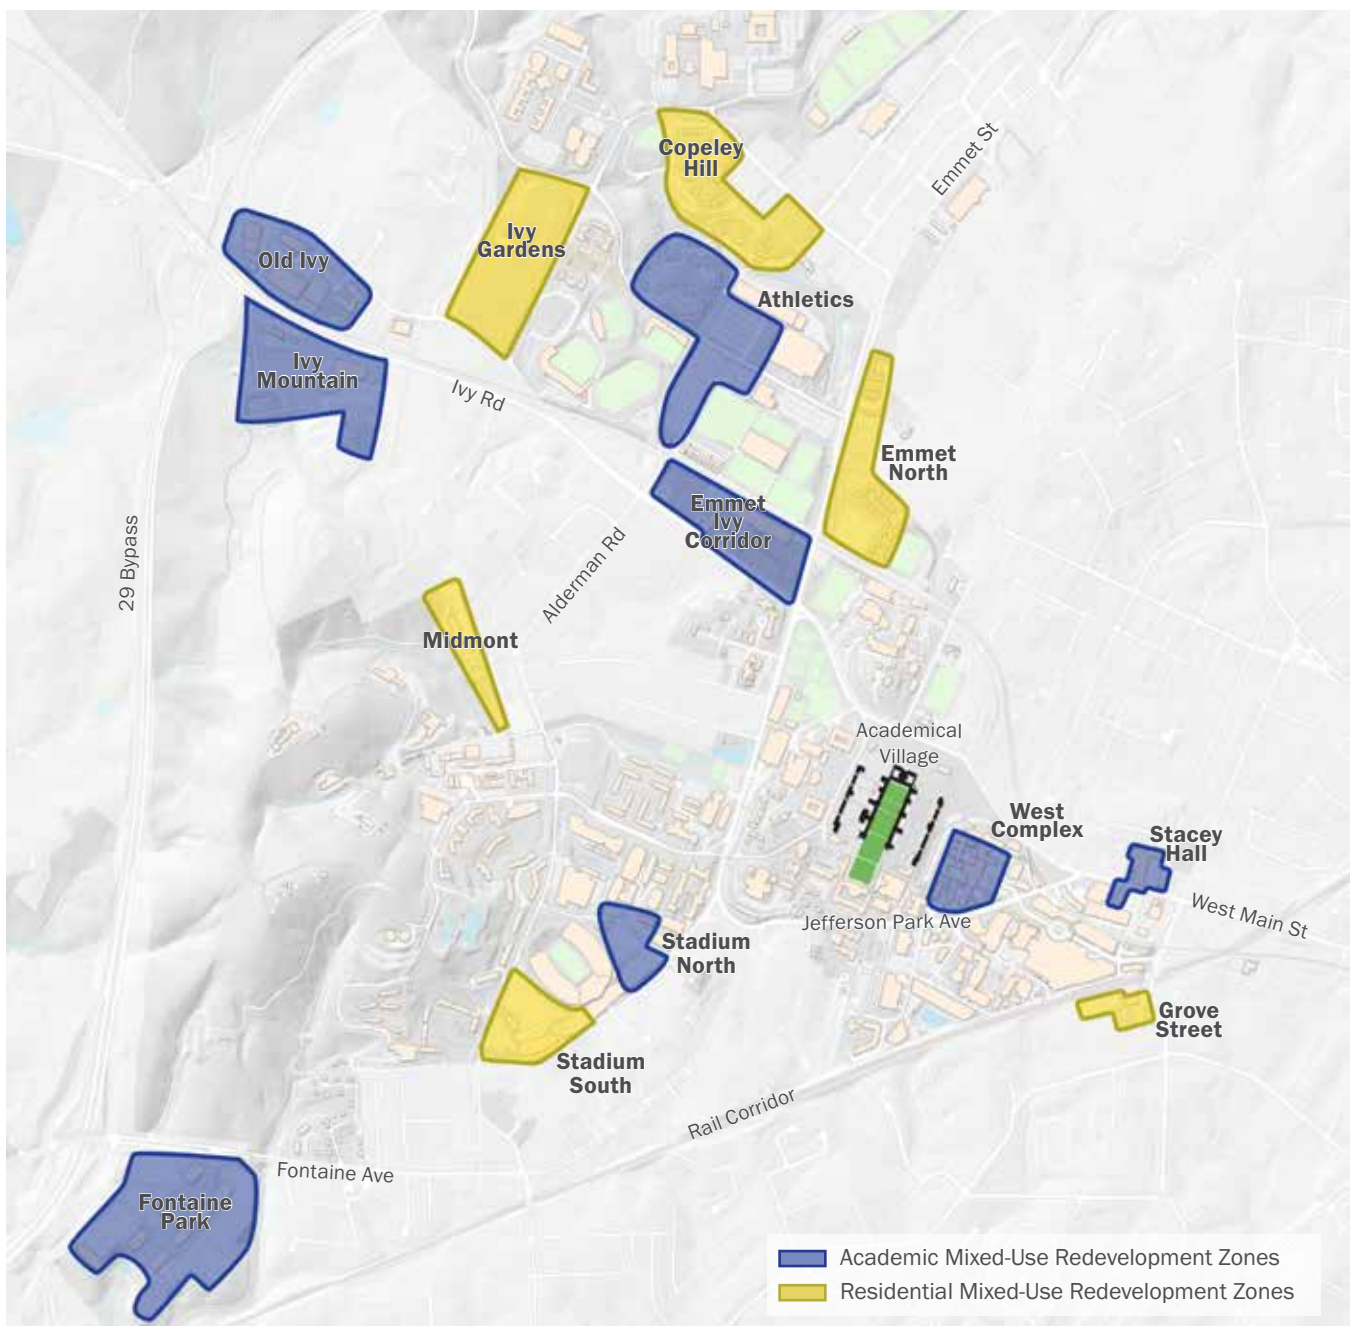 Copeley
Hill
Emmet St
Ivy
Gardens
Old Ivy
Athletics
Ivy
Mountain
Ivy Rd
Emmet
North
Emmet
Ivy
Corridor
29 Bypass
Alderman Rd
Midmont
Academical
Village
West
Complex
Stacey
Hall
West Main St
Jefferson Park Ave
Stadium
North
Grove
Street
Stadium
South
Rail Corridor
Fontaine Ave
Fontaine
Park
Academic Mixed-Use Redevelopment Zones
Residential Mixed-Use Redevelopment Zones